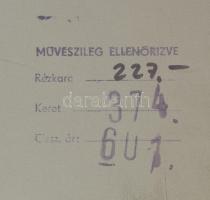 MŰVÉSZILEG ELLENŐRIZVE
Rézkarc 227.-
Keret 374.
Össz. ár: 601.